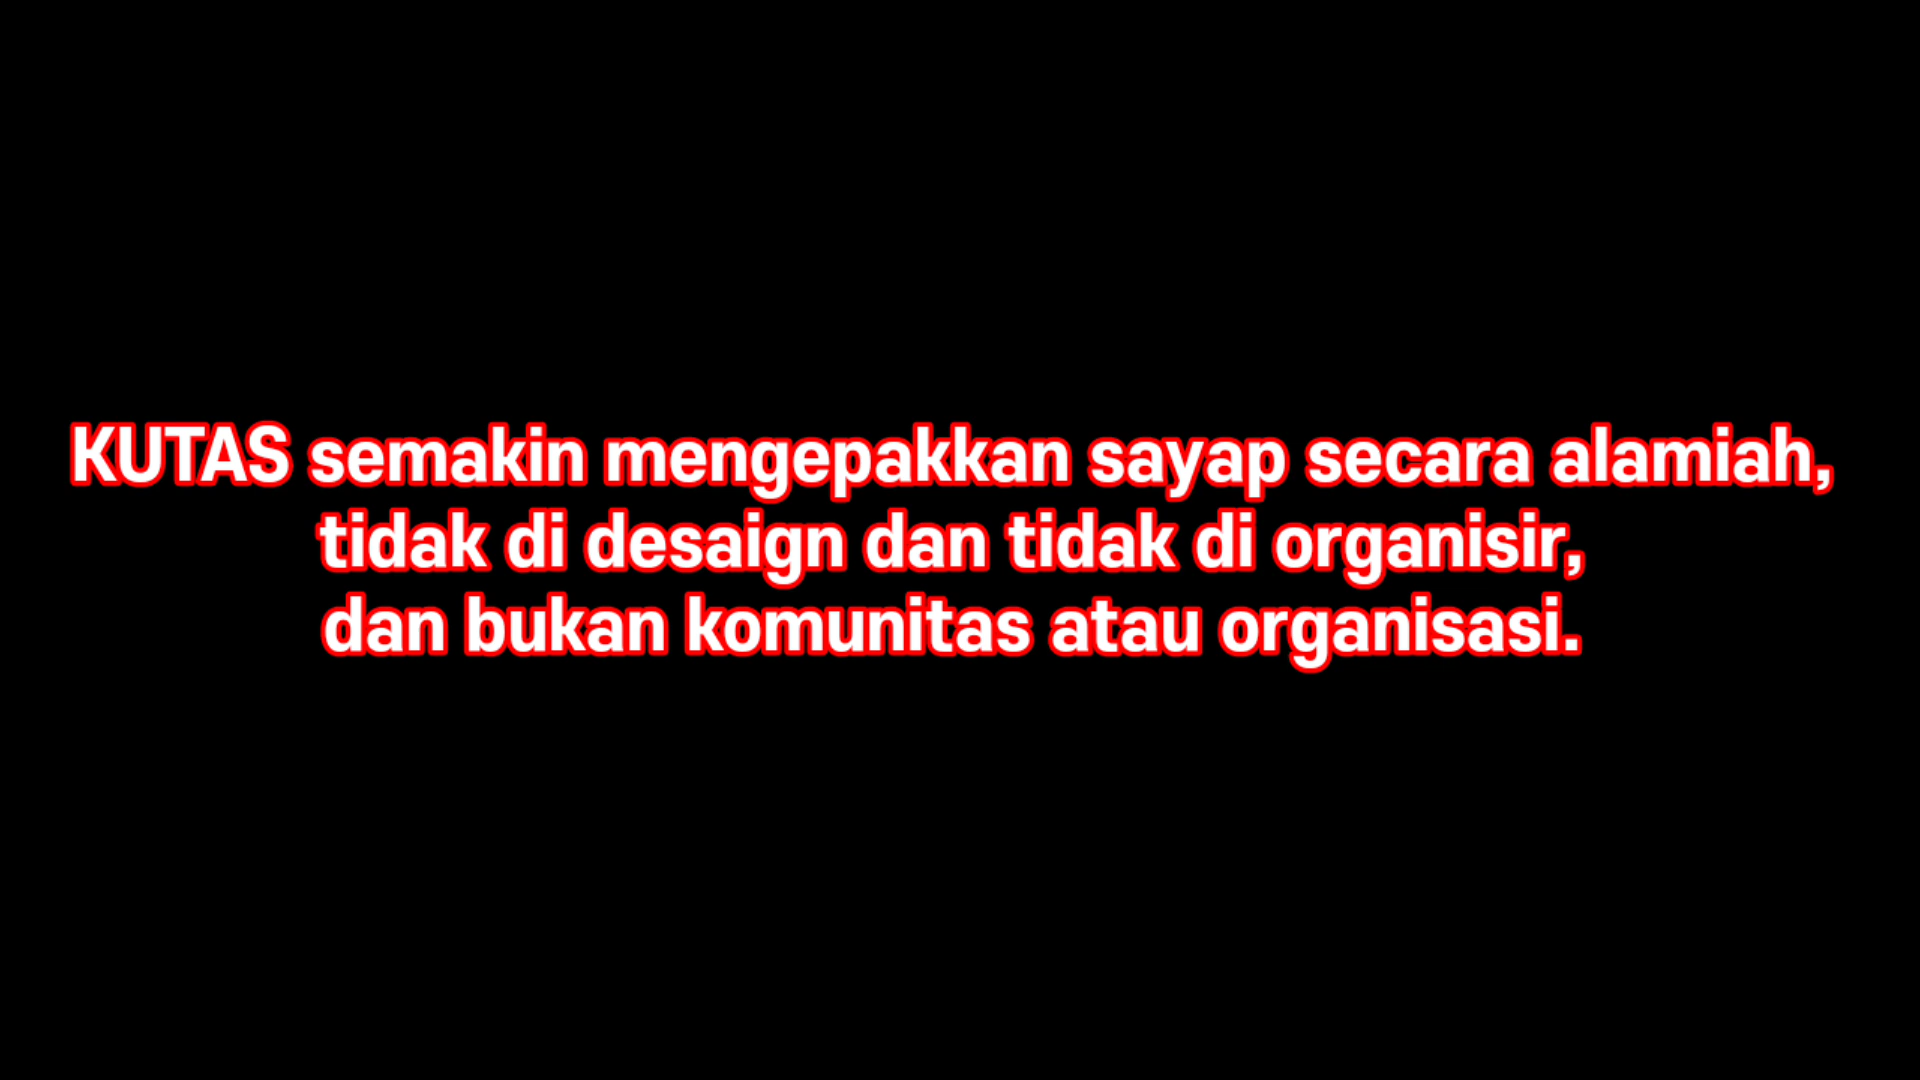 KUTAS semakin mengepakkan sayap secara alamiah,
tidak di desaign dan tidak di organisir,
dan bukan komunitas atau organisasi.